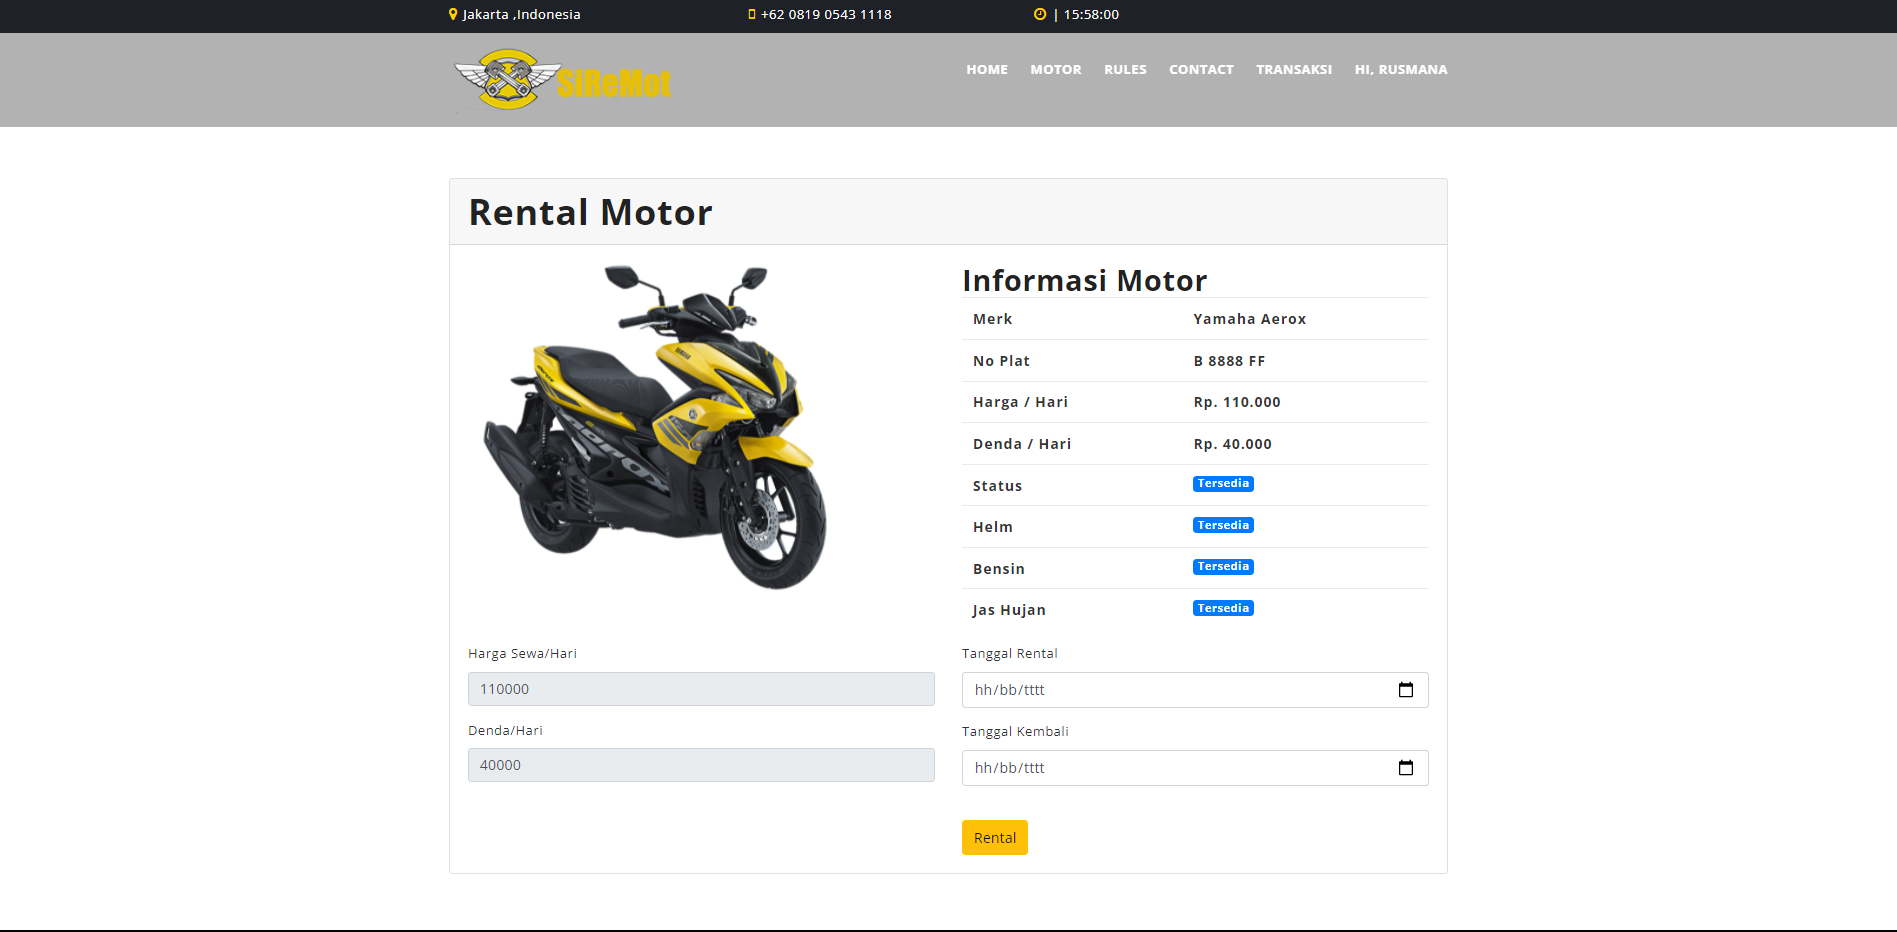 Jakarta ,Indonesia
+62 0819 0543 1118
| 15:58:00
SiReMot
HOME MOTOR RULES CONTACT TRANSAKSI HI, RUSMANA
Rental Motor
Informasi Motor
Merk Yamaha Aerox
No Plat B 8888 FF
Harga / Hari Rp. 110.000
Denda / Hari Rp. 40.000
Status Tersedia
Helm Tersedia
Bensin Tersedia
Jas Hujan Tersedia
Harga Sewa/Hari
110000
Denda/Hari
40000
Tanggal Rental
hh/bb/tttt
Tanggal Kembali
hh/bb/tttt
Rental